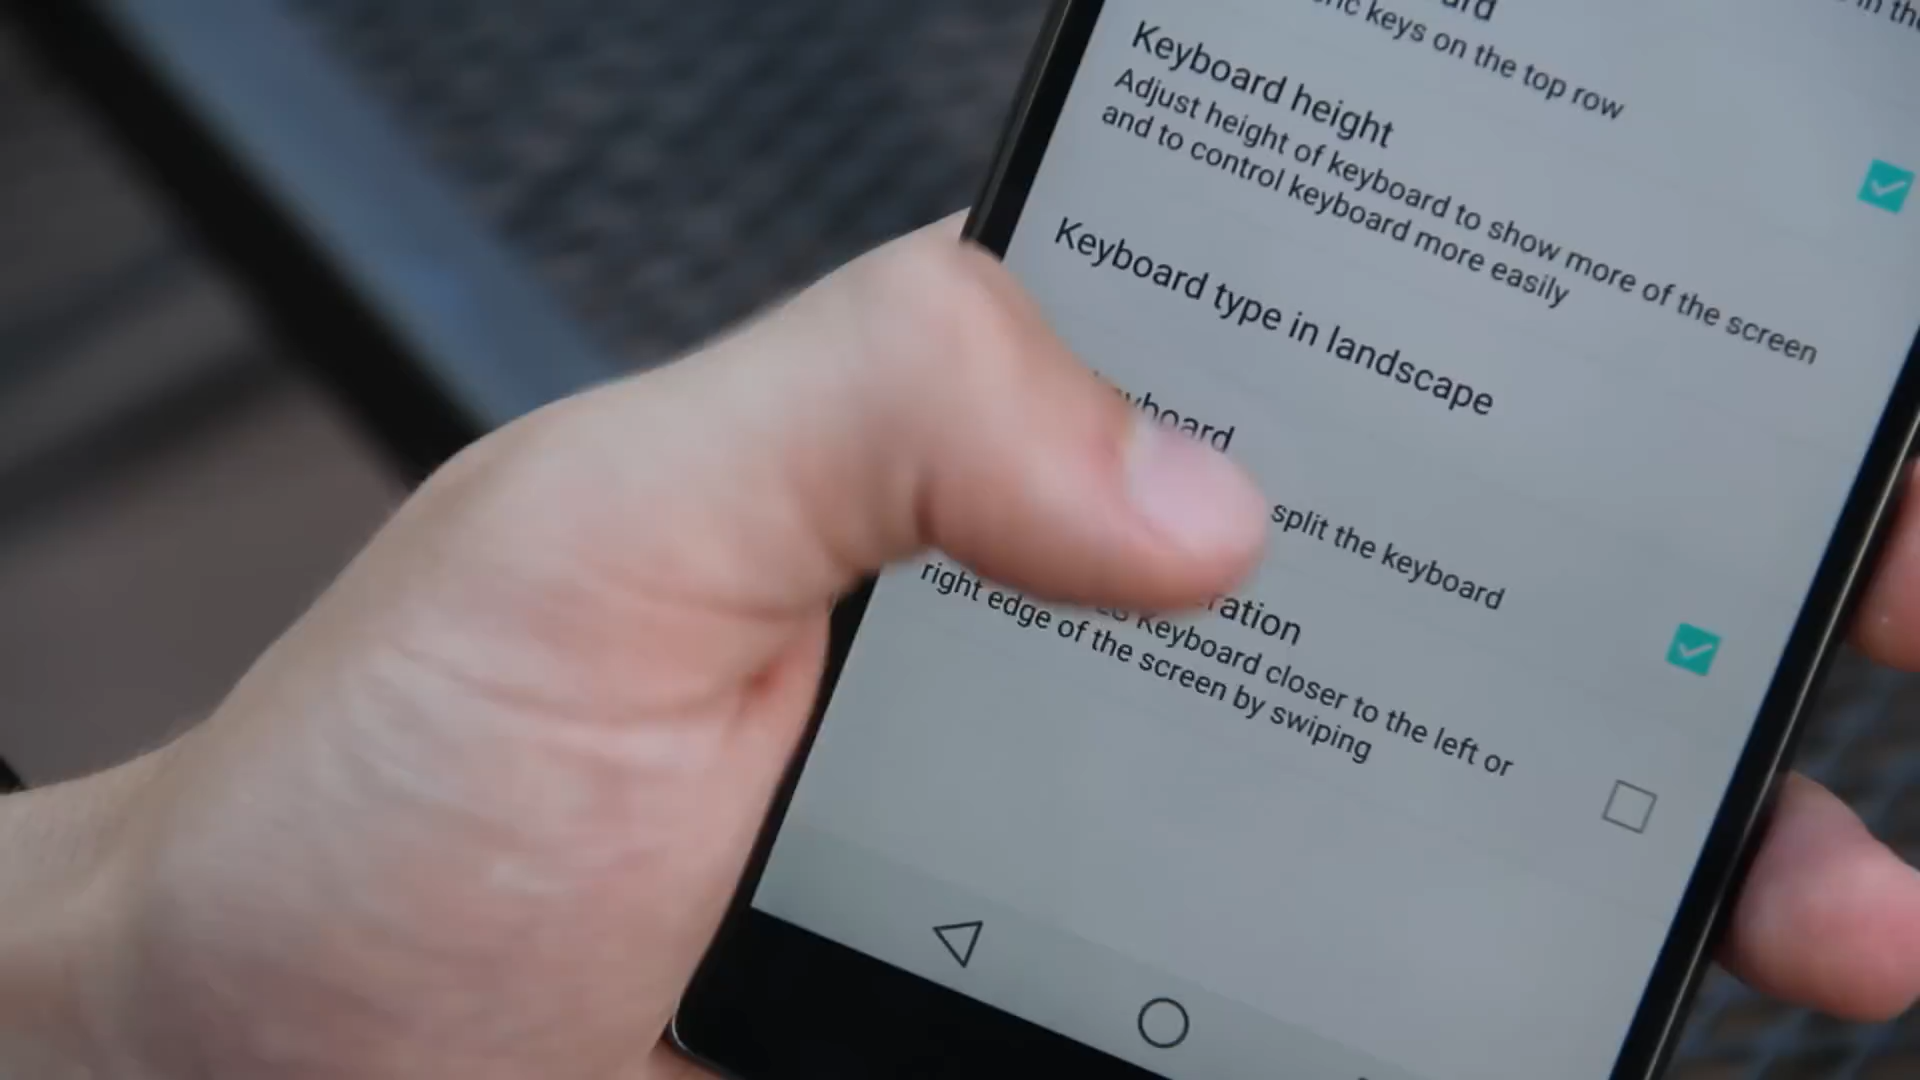 keys on the top row
Keyboard height
Adjust height of keyboard to show more of the screen
and to control keyboard more easily
Keyboard type in landscape
split the keyboard
Keyboard closer to the left or
right edge of the screen by swiping